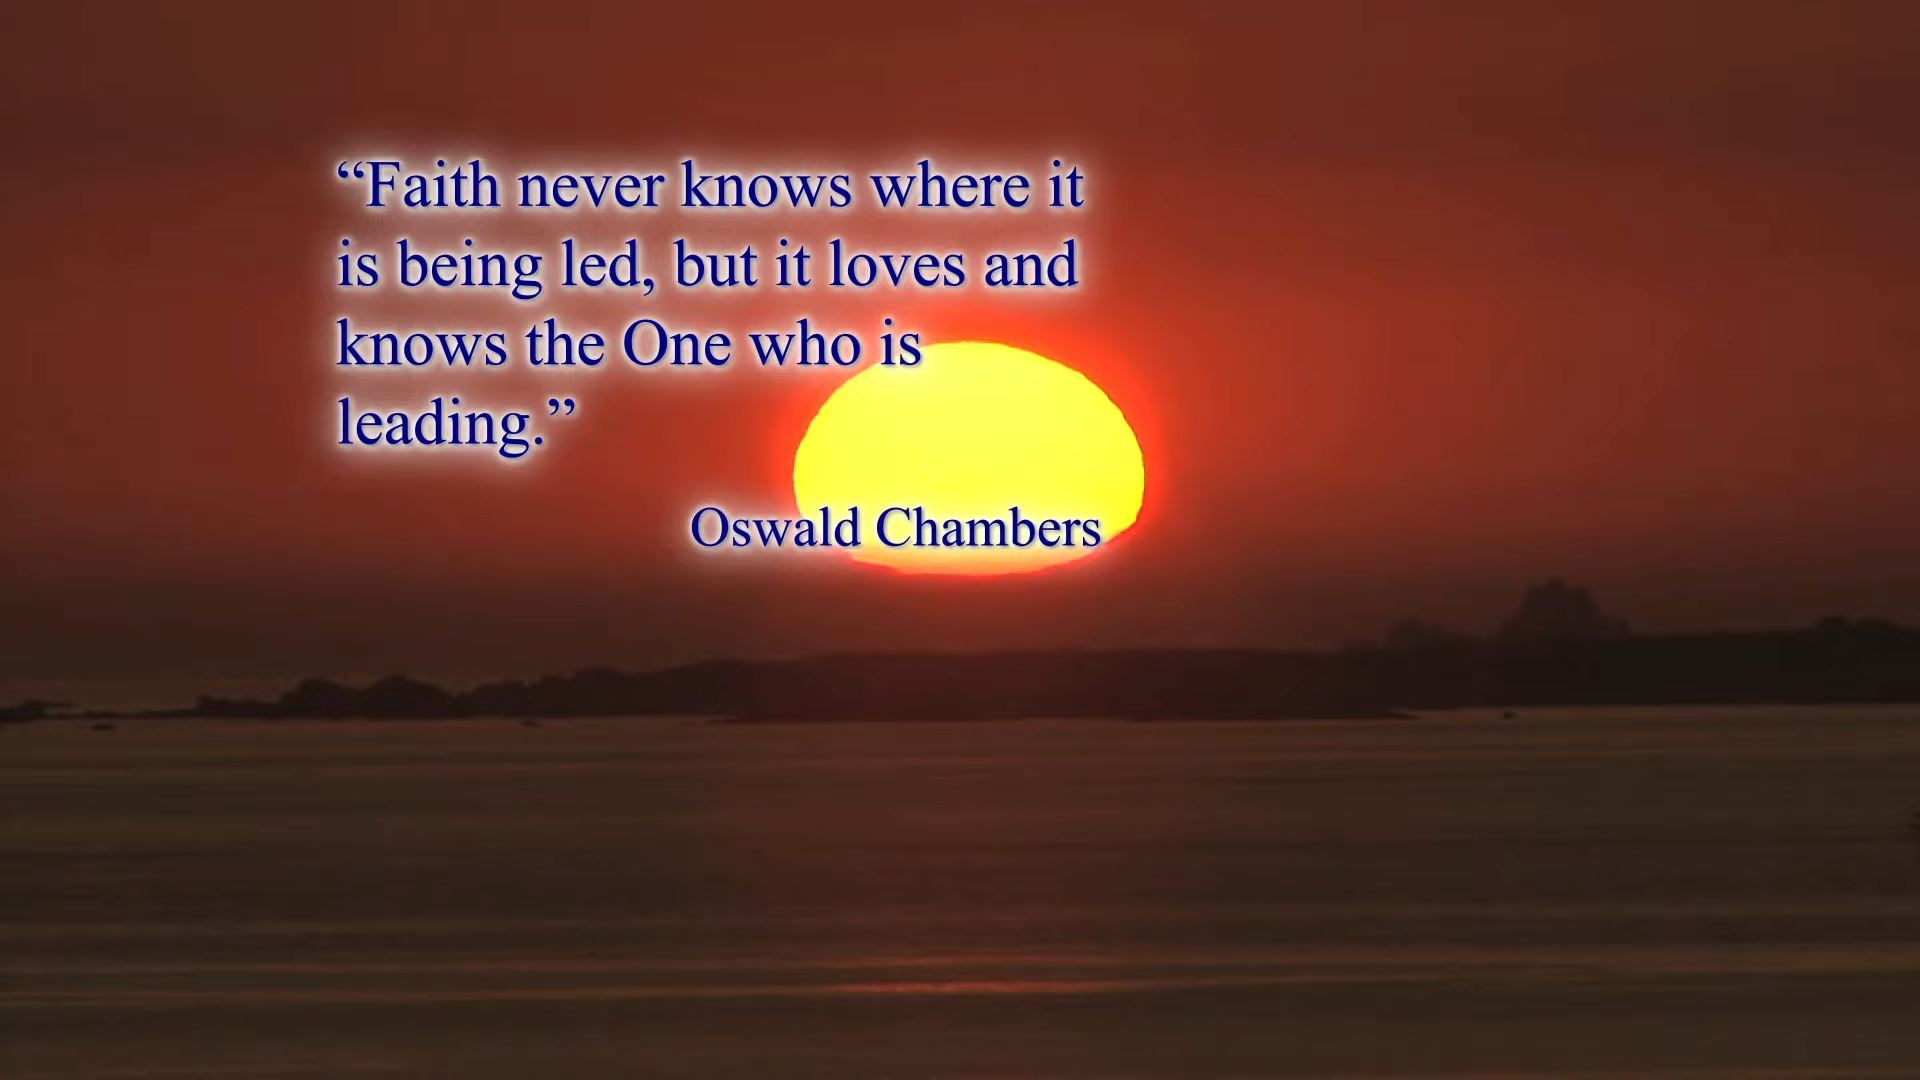 “Faith never knows where it
is being led, but it loves and
knows the One who is
leading.”
Oswald Chambers